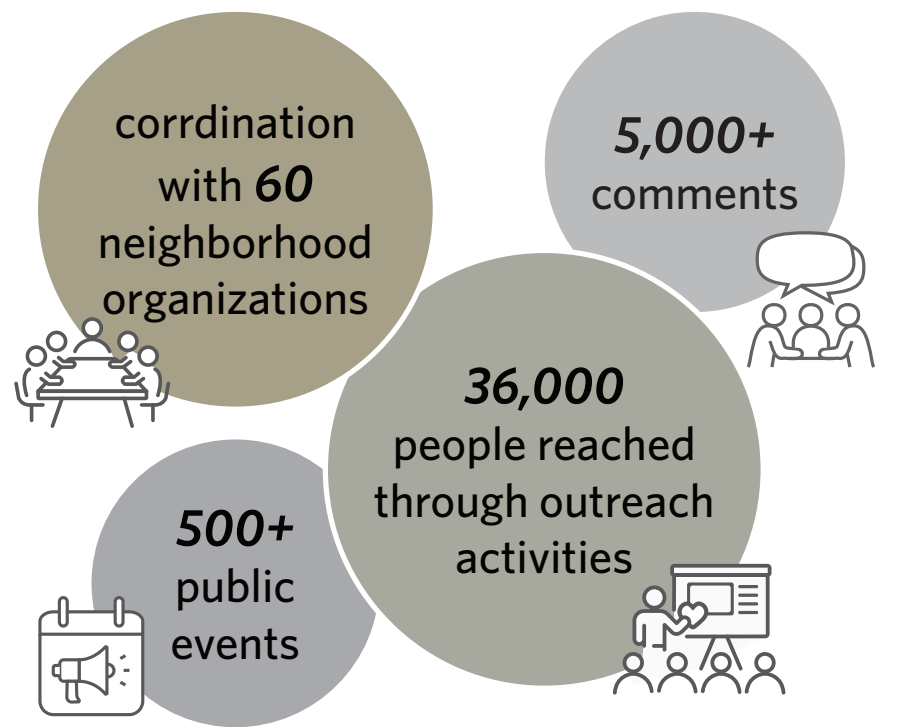 corrdination
with 60
neighborhood
organizations
5,000+
comments
36,000
people reached
through outreach
activities
500+
public
events